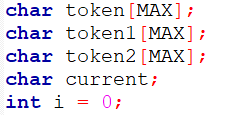 char token[MAX];
char token1[MAX];
char token2[MAX];
char current;
int i = 0;